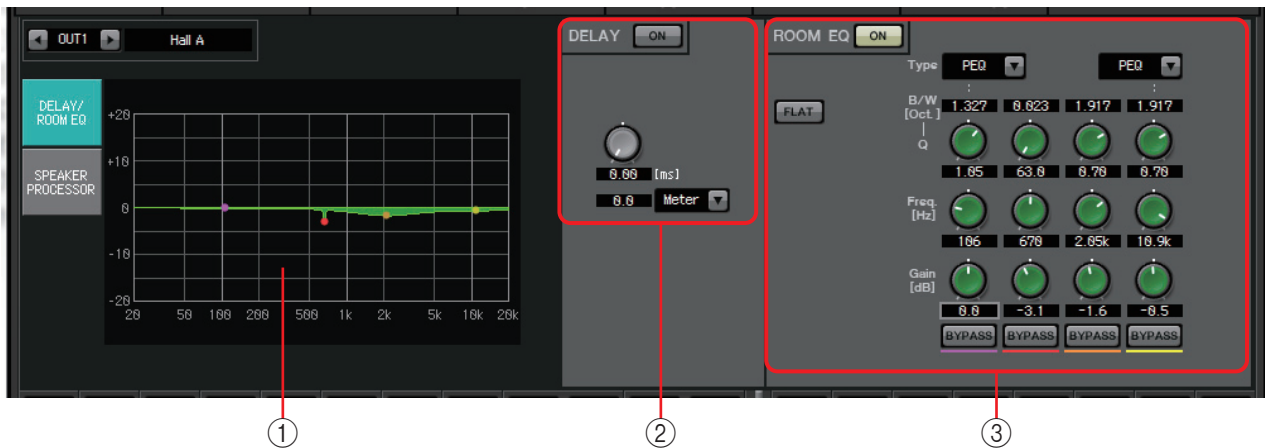 OUT1 Hall A
DELAY/
ROOM EQ
SPEAKER
PROCESSOR
+20
+10
0
-10
-20
20 50 100 200 500 1k 2k 5k 10k 20k
DELAY ON
0.00 [ms]
0.0 Meter
ROOM EQ ON
FLAT
Type PEQ PEQ
B/W
[Oct.]
1.327 0.023 1.917 1.917
Q
1.05 63.0 0.70 0.70
Freq.
[Hz]
106 670 2.05k 10.9k
Gain
[dB]
0.0 -3.1 -1.6 -0.5
BYPASS BYPASS BYPASS BYPASS
① ② ③